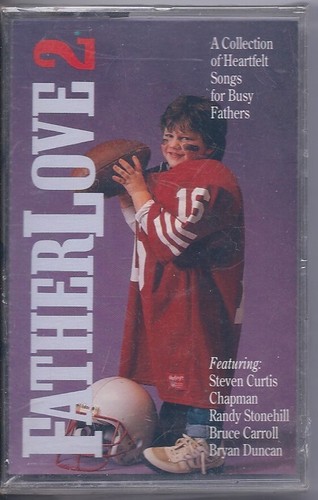 FATHERLOVE 2
A Collection
of Heartfelt
Songs
for Busy
Fathers
16
Featuring:
Steven Curtis
Chapman
Randy Stonehill
Bruce Carroll
Bryan Duncan